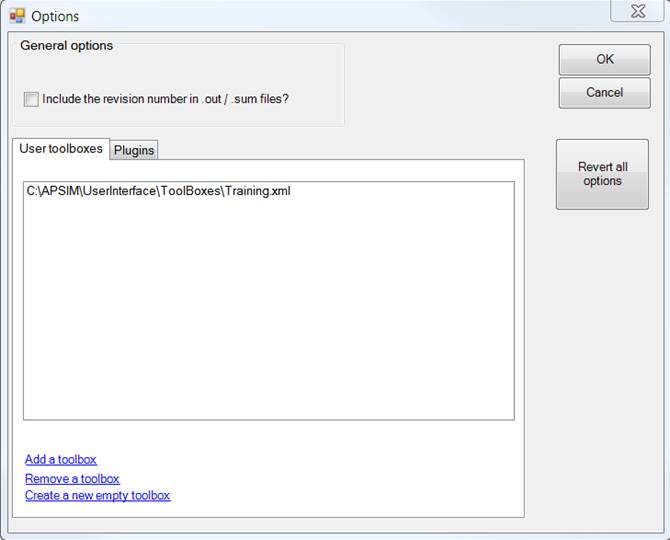 Options
General options
Include the revision number in .out / .sum files?
OK
Cancel
User toolboxes
Plugins
Revert all
options
C:\APSIM\UserInterface\ToolBoxes\Training.xml
Add a toolbox
Remove a toolbox
Create a new empty toolbox